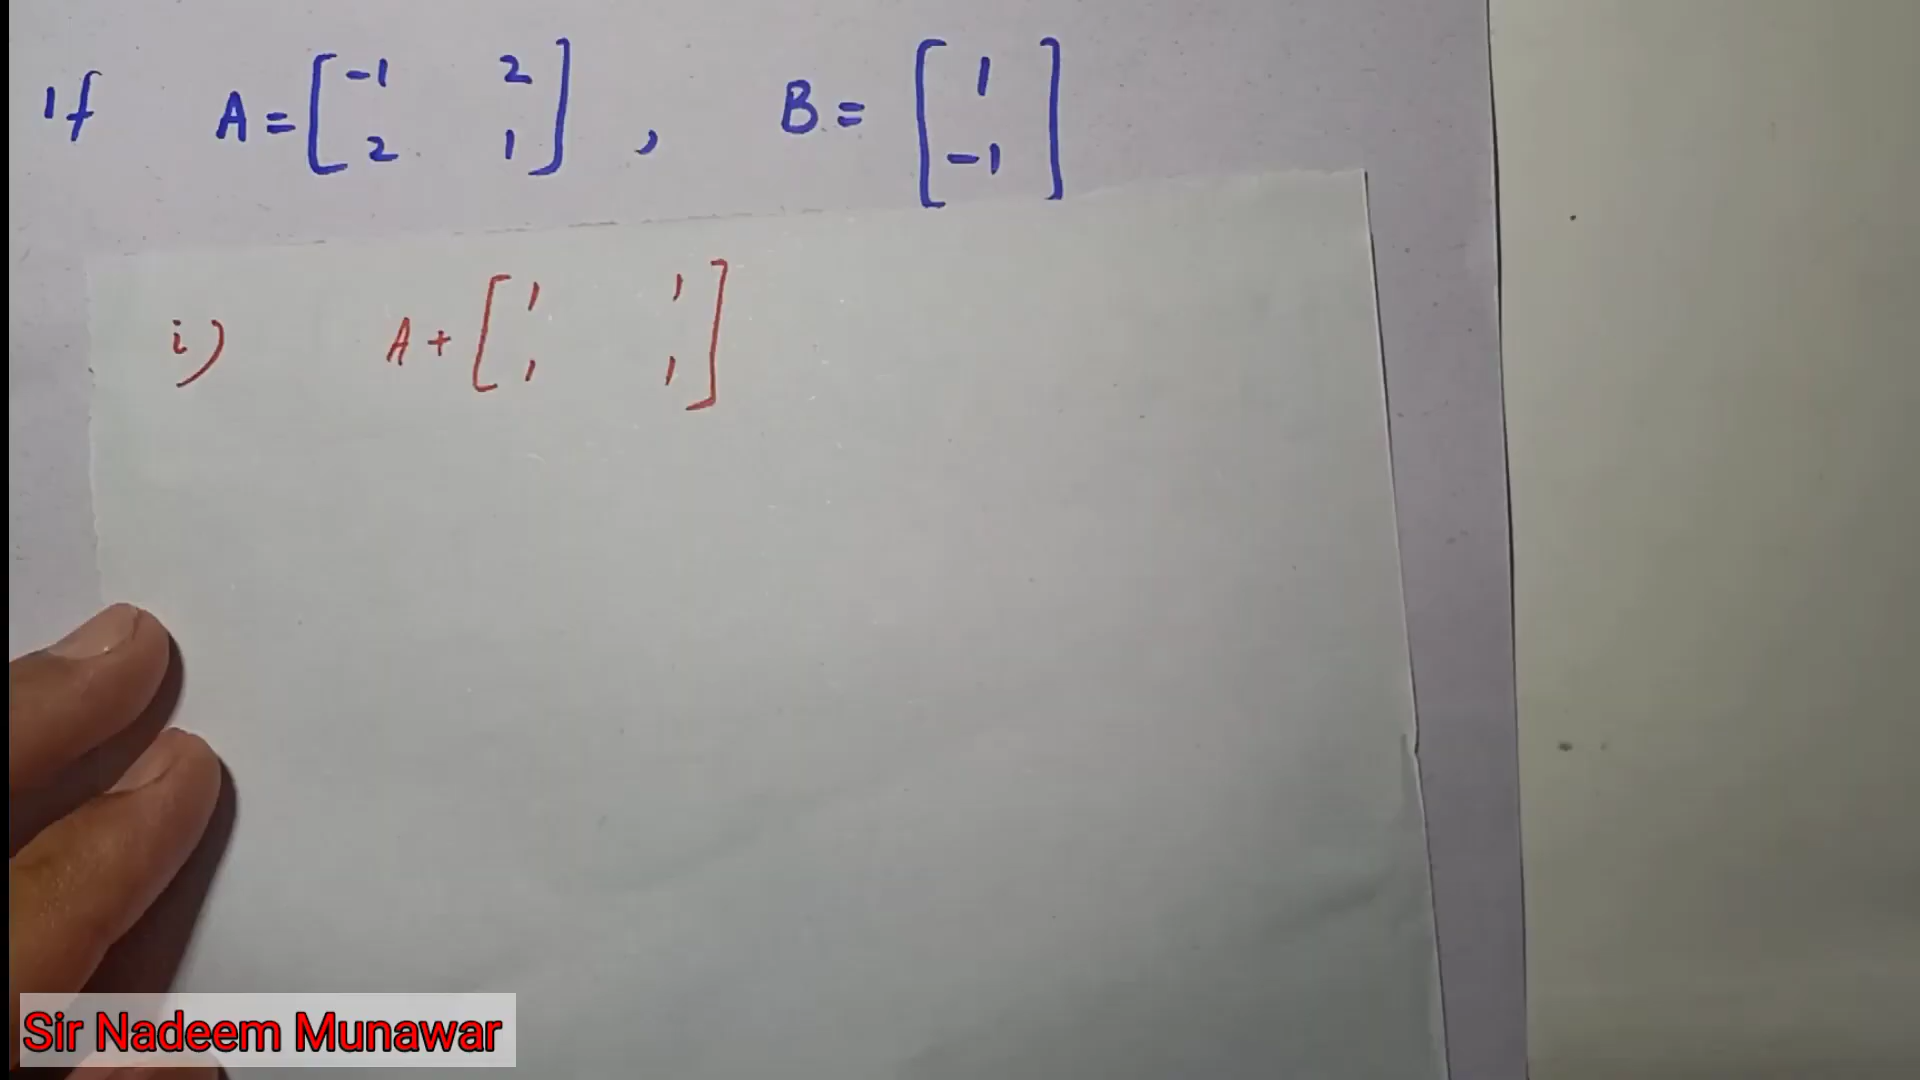 If A = [ -1 2 ] , B = [ 1 ]
2 1 -1
i) A + [ 1 1 ]
1 1
Sir Nadeem Munawar